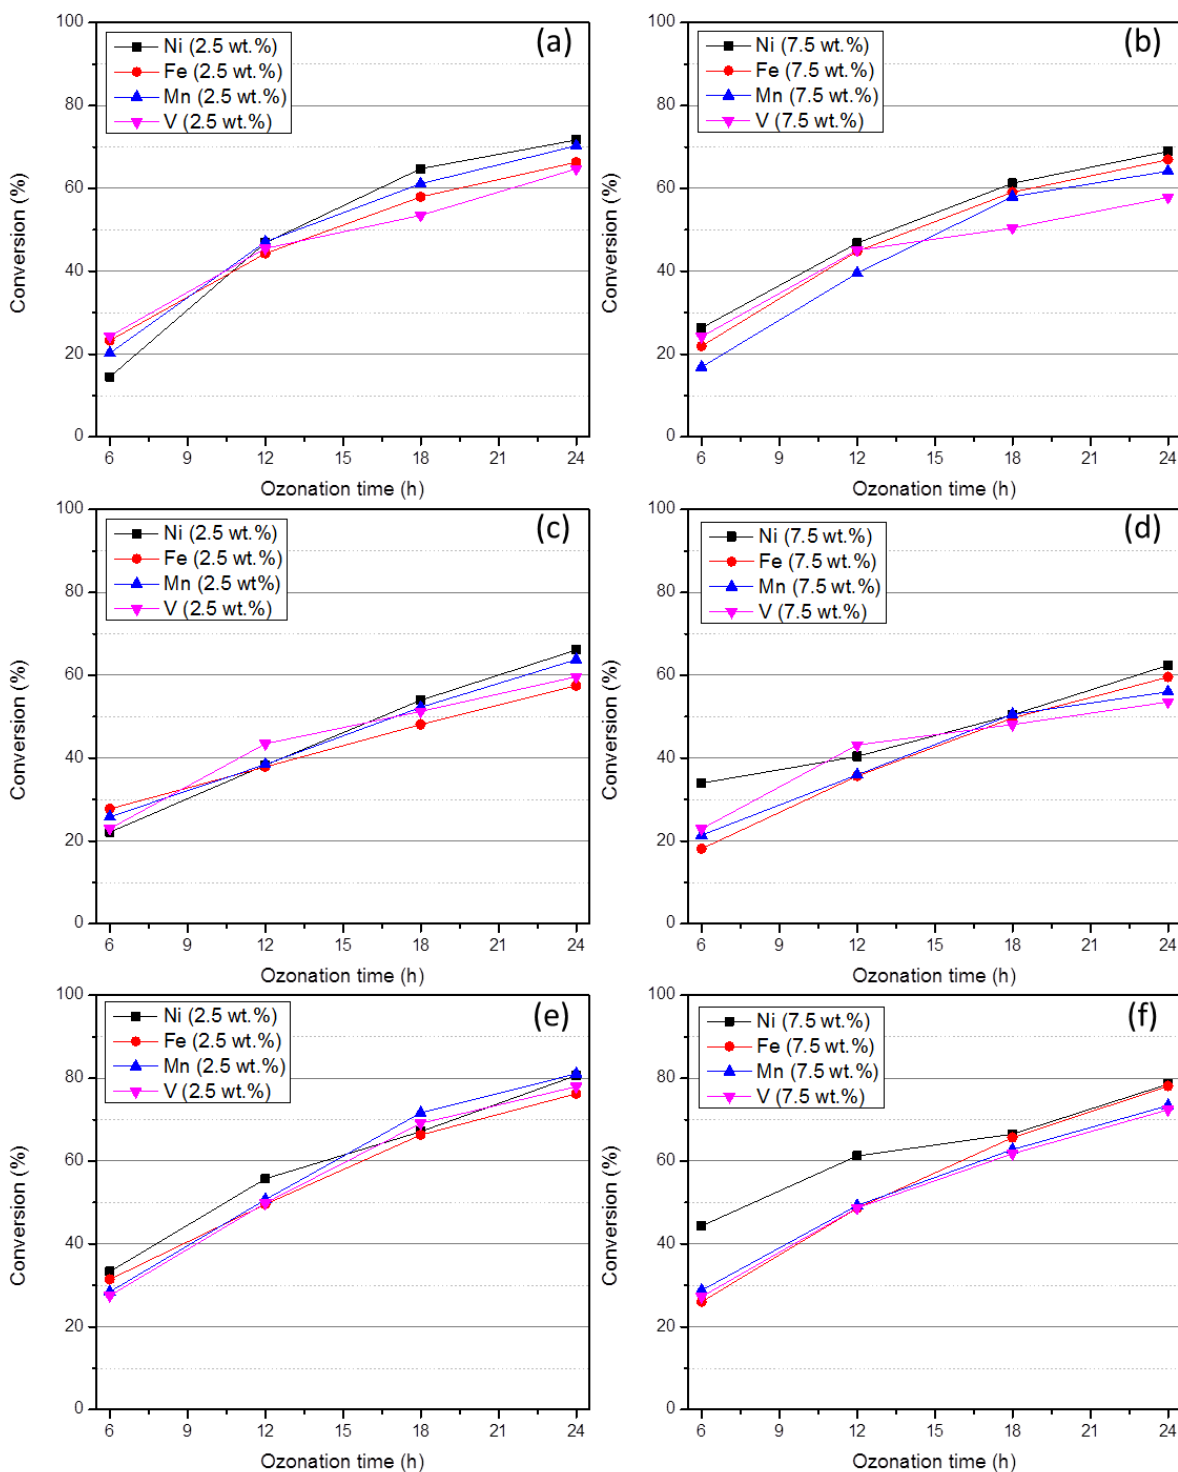 100
80
60
40
20
0
Conversion (%)
Ni (2.5 wt.%)
Fe (2.5 wt.%)
Mn (2.5 wt.%)
V (2.5 wt.%)
(a)
6 9 12 15 18 21 24
Ozonation time (h)
100
80
60
40
20
0
Conversion (%)
Ni (7.5 wt.%)
Fe (7.5 wt.%)
Mn (7.5 wt.%)
V (7.5 wt.%)
(b)
6 9 12 15 18 21 24
Ozonation time (h)
100
80
60
40
20
0
Conversion (%)
Ni (2.5 wt.%)
Fe (2.5 wt.%)
Mn (2.5 wt%)
V (2.5 wt.%)
(c)
6 9 12 15 18 21 24
Ozonation time (h)
100
80
60
40
20
0
Conversion (%)
Ni (7.5 wt.%)
Fe (7.5 wt.%)
Mn (7.5 wt.%)
V (7.5 wt.%)
(d)
6 9 12 15 18 21 24
Ozonation time (h)
100
80
60
40
20
0
Conversion (%)
Ni (2.5 wt.%)
Fe (2.5 wt.%)
Mn (2.5 wt.%)
V (2.5 wt.%)
(e)
6 9 12 15 18 21 24
Ozonation time (h)
100
80
60
40
20
0
Conversion (%)
Ni (7.5 wt.%)
Fe (7.5 wt.%)
Mn (7.5 wt.%)
V (7.5 wt.%)
(f)
6 9 12 15 18 21 24
Ozonation time (h)